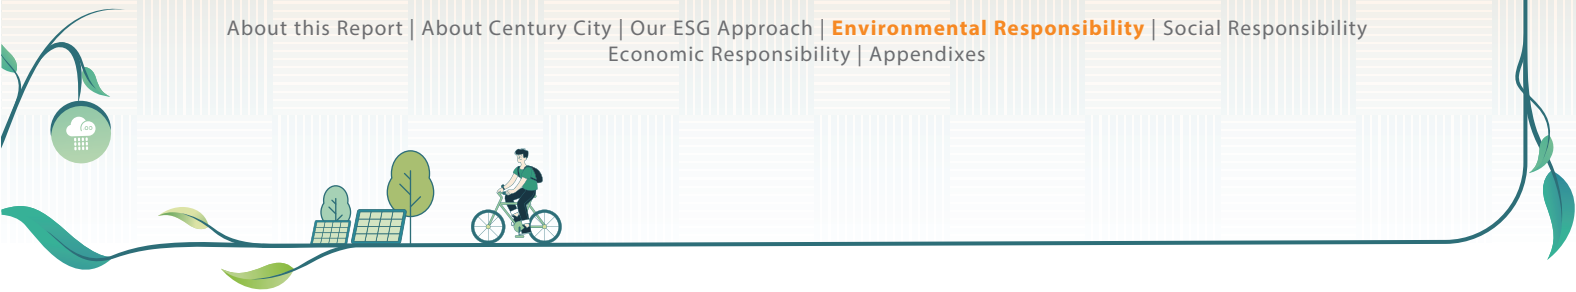 About this Report | About Century City | Our ESG Approach | Environmental Responsibility | Social Responsibility
Economic Responsibility | Appendixes